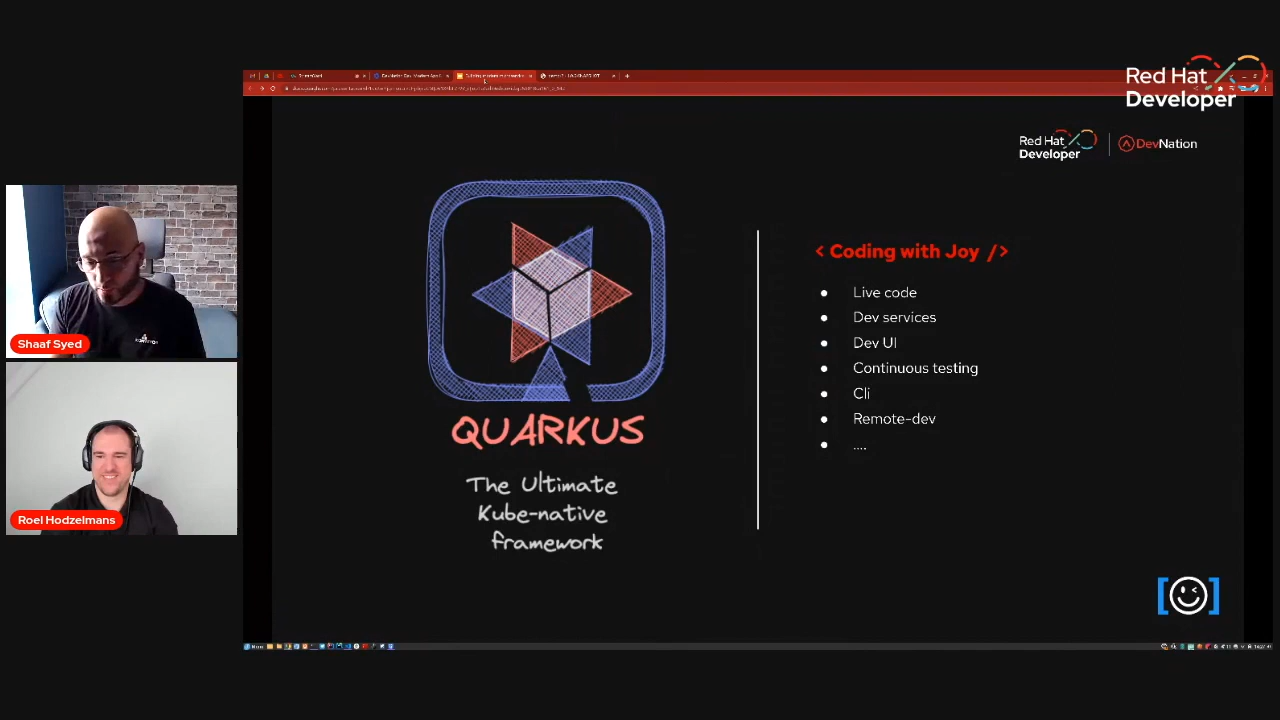 Red Hat
Developer
Red Hat
Developer
DevNation
Shaaf Syed
Roel Hodzelmans
QUARKUS
The Ultimate
Kube-native
framework
< Coding with Joy />
Live code
Dev services
Dev UI
Continuous testing
Cli
Remote-dev
....